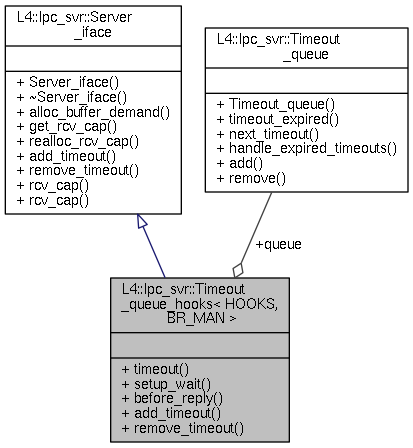 L4::Ipc_svr::Server
_iface
+ Server_iface()
+ ~Server_iface()
+ alloc_buffer_demand()
+ get_rcv_cap()
+ realloc_rcv_cap()
+ add_timeout()
+ remove_timeout()
+ rcv_cap()
+ rcv_cap()
L4::Ipc_svr::Timeout
_queue
+ Timeout_queue()
+ timeout_expired()
+ next_timeout()
+ handle_expired_timeouts()
+ add()
+ remove()
+queue
L4::Ipc_svr::Timeout
_queue_hooks< HOOKS,
BR_MAN >
+ timeout()
+ setup_wait()
+ before_reply()
+ add_timeout()
+ remove_timeout()